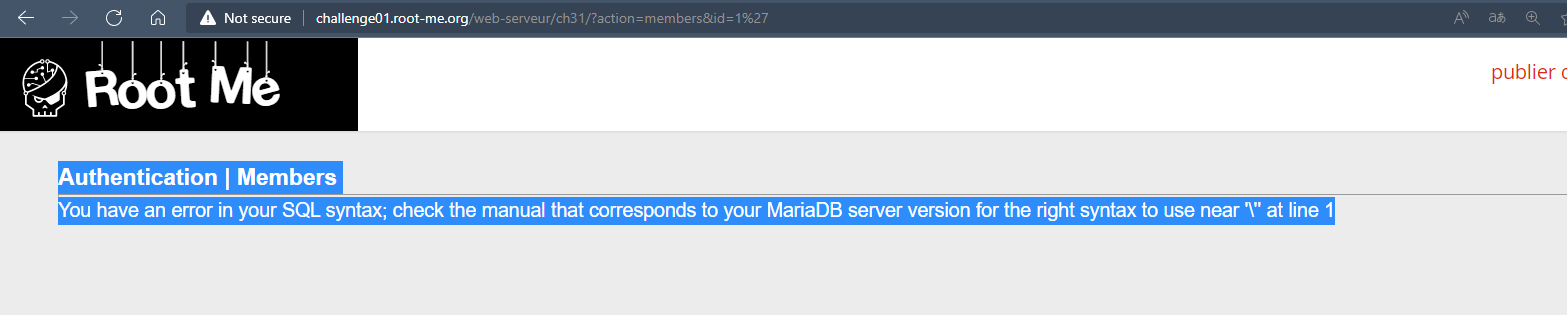 Not secure | challenge01.root-me.org/web-serveur/ch31/?action=members&id=1%27
Root Me
publier
Authentication | Members
You have an error in your SQL syntax; check the manual that corresponds to your MariaDB server version for the right syntax to use near '\'' at line 1